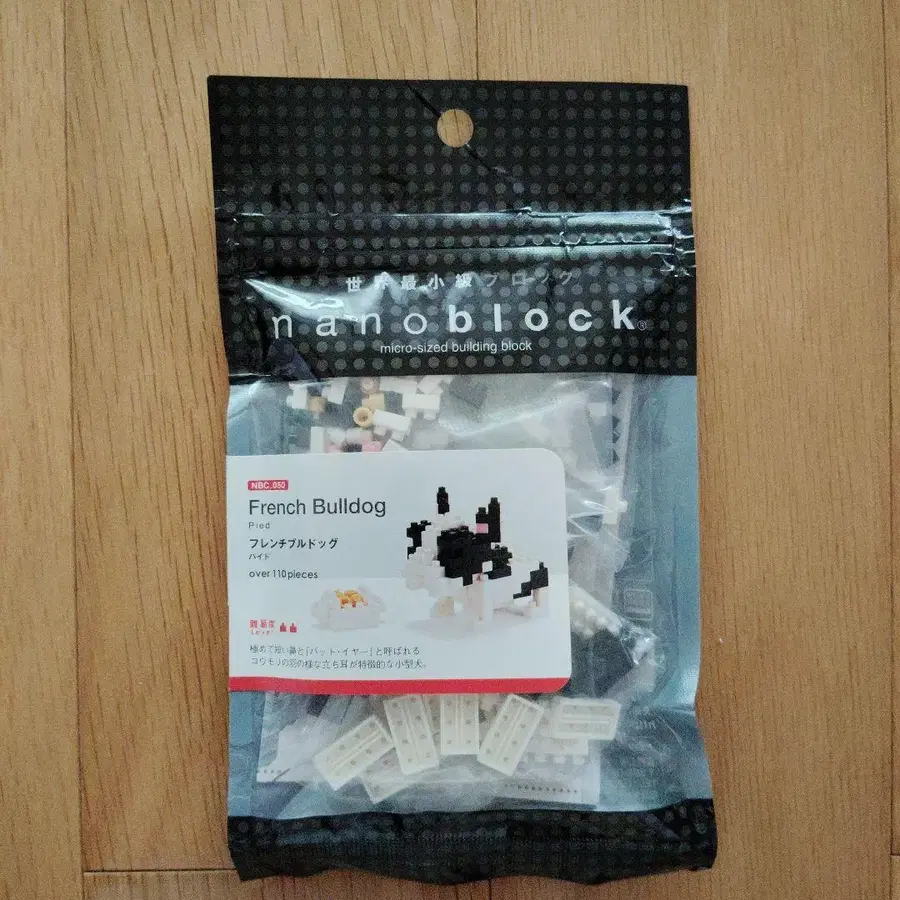 世界最小級ブロック
nanoblock®
micro-sized building block
NBC_050
French Bulldog
Pied
フレンチブルドッグ
パイド
over 110pieces
難易度
Level
極めて短い鼻と「バット・イヤー」と呼ばれる
コウモリの羽の様な立ち耳が特徴的な小型犬。